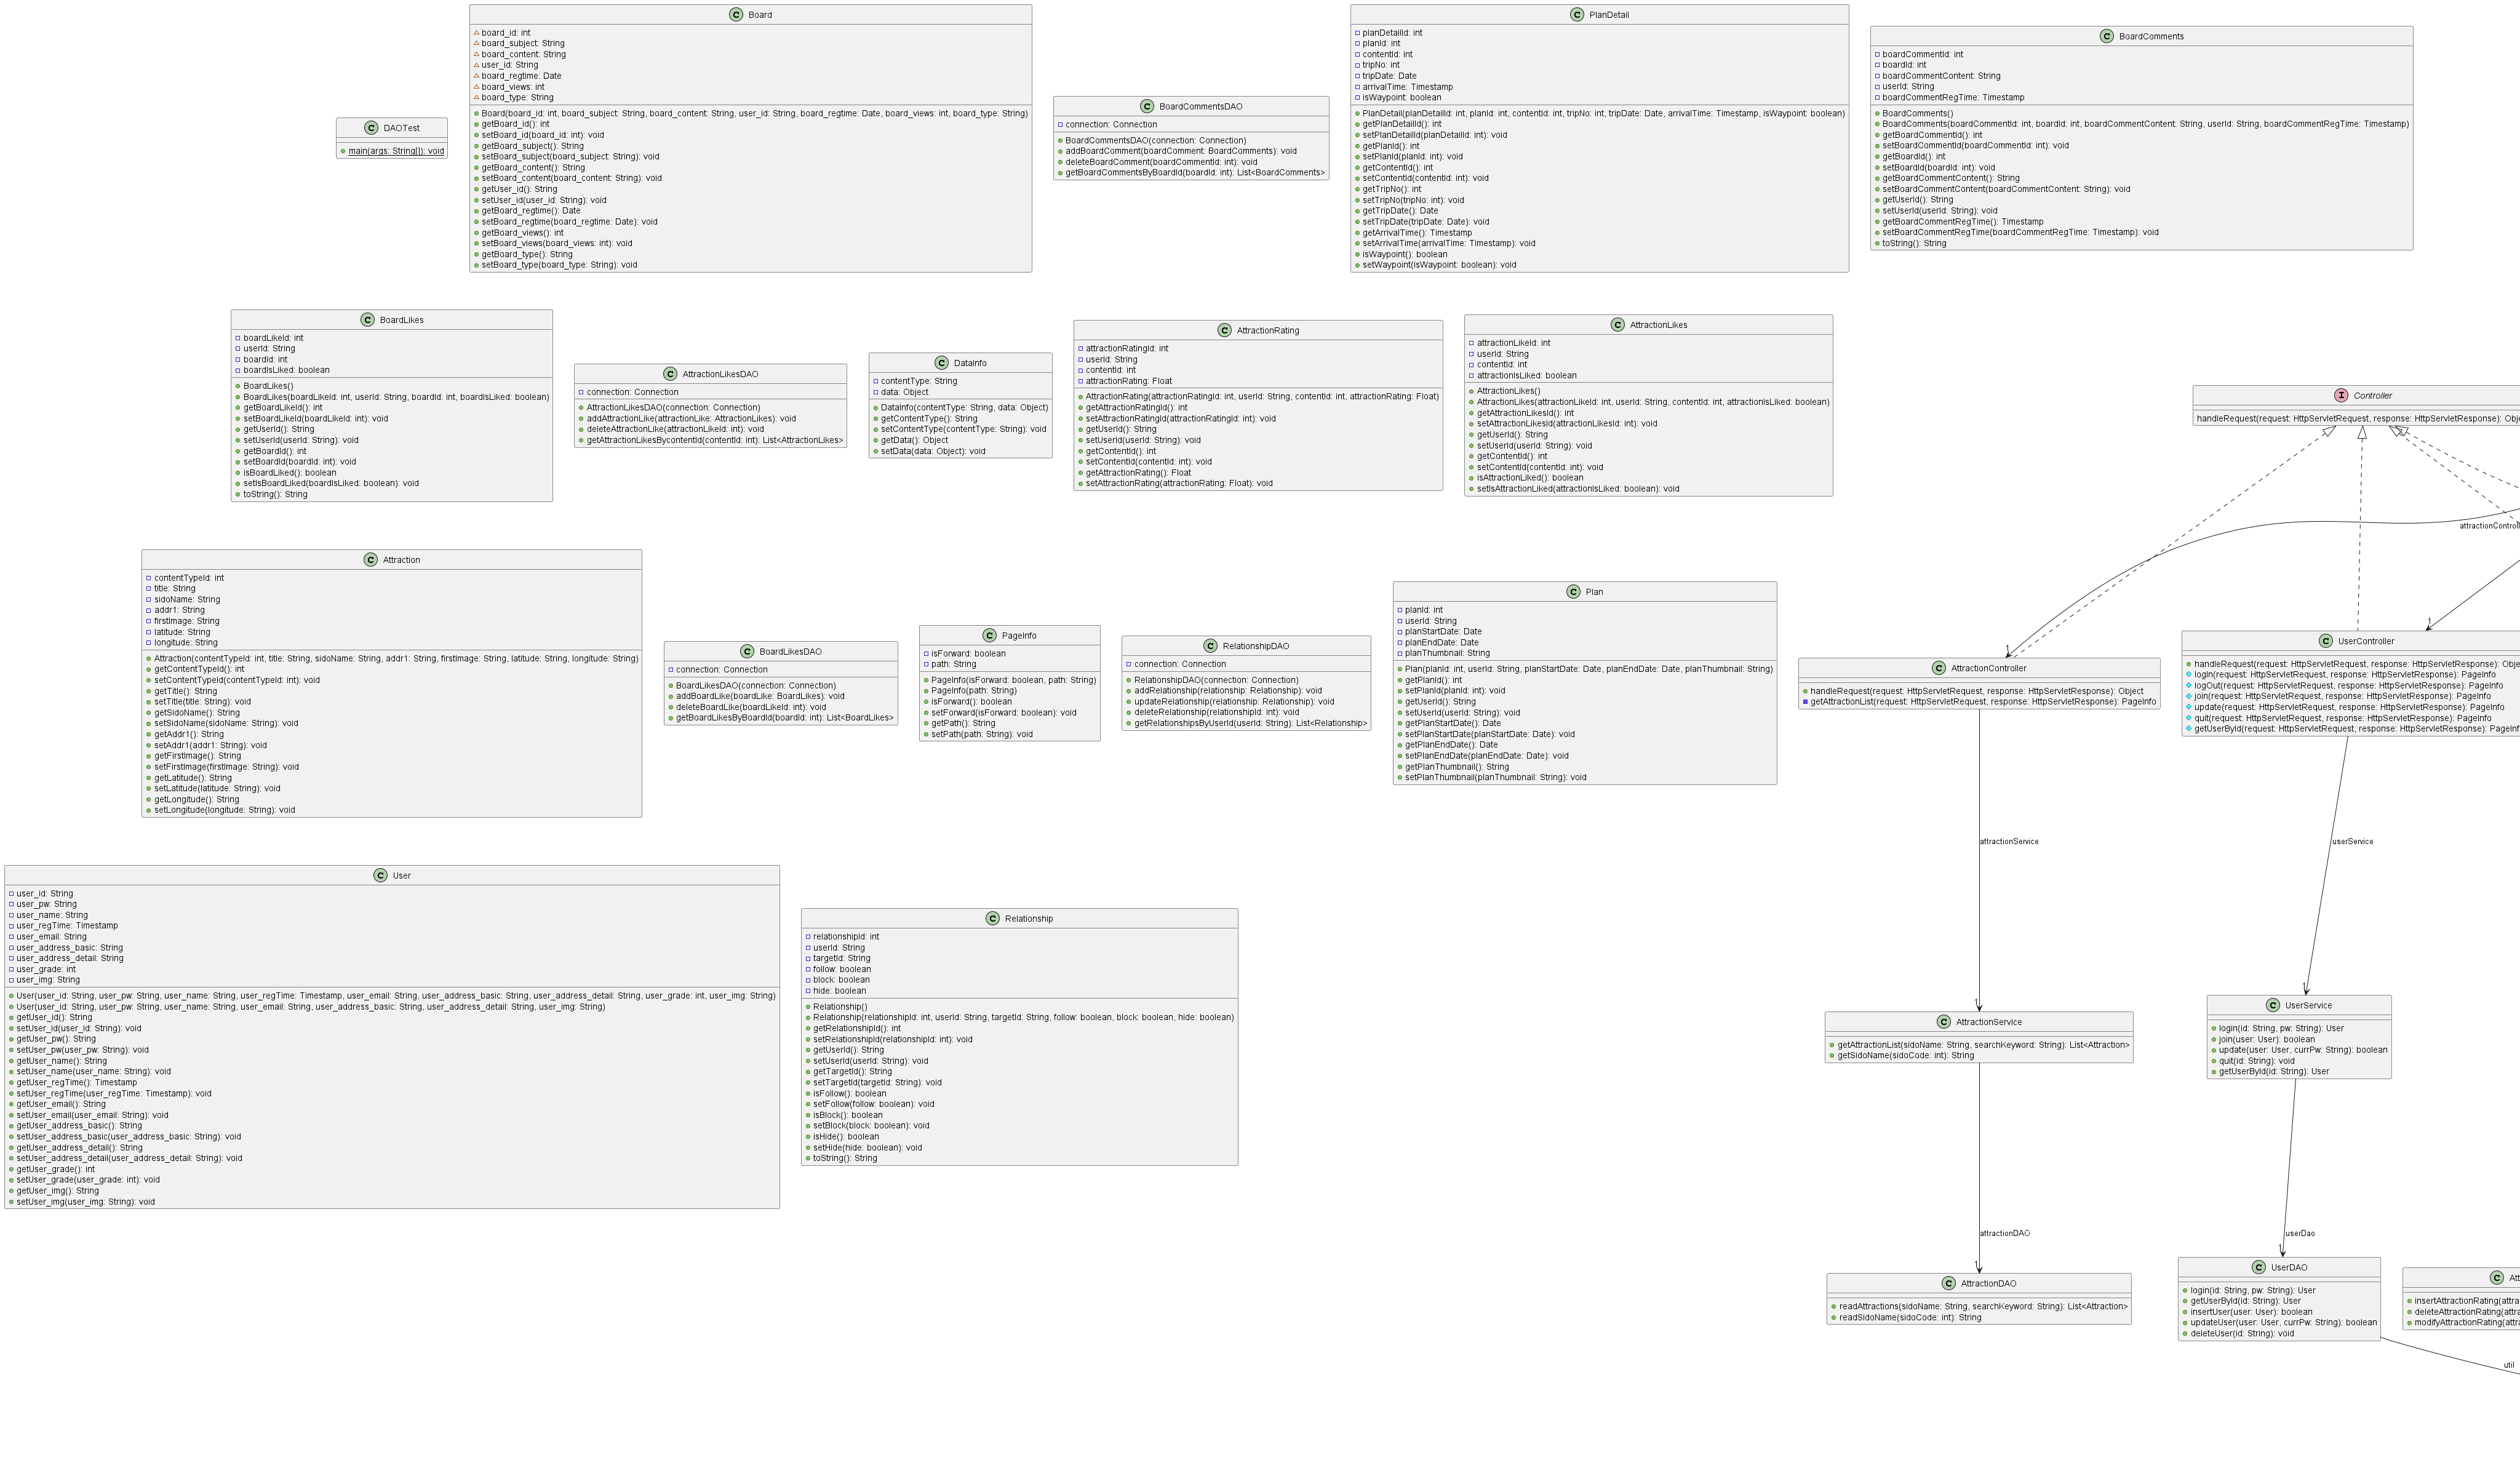 DAOTest
main(args: String[]): void
Board
board_id: int
board_subject: String
board_content: String
user_id: String
board_regtime: Date
board_views: int
board_type: String
Board(board_id: int, board_subject: String, board_content: String, user_id: String, board_regtime: Date, board_views: int, board_type: String)
getBoard_id(): int
setBoard_id(board_id: int): void
getBoard_subject(): String
setBoard_subject(board_subject: String): void
getBoard_content(): String
setBoard_content(board_content: String): void
getUser_id(): String
setUser_id(user_id: String): void
getBoard_regtime(): Date
setBoard_regtime(board_regtime: Date): void
getBoard_views(): int
setBoard_views(board_views: int): void
getBoard_type(): String
setBoard_type(board_type: String): void
BoardCommentsDAO
connection: Connection
BoardCommentsDAO(connection: Connection)
addBoardComment(boardComment: BoardComments): void
deleteBoardComment(boardCommentId: int): void
getBoardCommentsByBoardId(boardId: int): List<BoardComments>
PlanDetail
planDetailId: int
planId: int
contentId: int
tripNo: int
tripDate: Date
arrivalTime: Timestamp
isWaypoint: boolean
PlanDetail(planDetailId: int, planId: int, contentId: int, tripNo: int, tripDate: Date, arrivalTime: Timestamp, isWaypoint: boolean)
getPlanDetailId(): int
setPlanDetailId(planDetailId: int): void
getPlanId(): int
setPlanId(planId: int): void
getContentId(): int
setContentId(contentId: int): void
getTripNo(): int
setTripNo(tripNo: int): void
getTripDate(): Date
setTripDate(tripDate: Date): void
getArrivalTime(): Timestamp
setArrivalTime(arrivalTime: Timestamp): void
isWaypoint(): boolean
setWaypoint(isWaypoint: boolean): void
BoardComments
boardCommentId: int
boardId: int
boardCommentContent: String
userId: String
boardCommentRegTime: Timestamp
BoardComments()
BoardComments(boardCommentId: int, boardId: int, boardCommentContent: String, userId: String, boardCommentRegTime: Timestamp)
getBoardCommentId(): int
setBoardCommentId(boardCommentId: int): void
getBoardId(): int
setBoardId(boardId: int): void
getBoardCommentContent(): String
setBoardCommentContent(boardCommentContent: String): void
getUserId(): String
setUserId(userId: String): void
getBoardCommentRegTime(): Timestamp
setBoardCommentRegTime(boardCommentRegTime: Timestamp): void
toString(): String
BoardLikes
boardLikeId: int
userId: String
boardId: int
boardIsLiked: boolean
BoardLikes()
BoardLikes(boardLikeId: int, userId: String, boardId: int, boardIsLiked: boolean)
getBoardLikeId(): int
setBoardLikeId(boardLikeId: int): void
getUserId(): String
setUserId(userId: String): void
getBoardId(): int
setBoardId(boardId: int): void
isBoardLiked(): boolean
setIsBoardLiked(boardIsLiked: boolean): void
toString(): String
AttractionLikesDAO
connection: Connection
AttractionLikesDAO(connection: Connection)
addAttractionLike(attractionLike: AttractionLikes): void
deleteAttractionLike(attractionLikeId: int): void
getAttractionLikesBycontentId(contentId: int): List<AttractionLikes>
DataInfo
contentType: String
data: Object
DataInfo(contentType: String, data: Object)
getContentType(): String
setContentType(contentType: String): void
getData(): Object
setData(data: Object): void
AttractionRating
attractionRatingId: int
userId: String
contentId: int
attractionRating: Float
AttractionRating(attractionRatingId: int, userId: String, contentId: int, attractionRating: Float)
getAttractionRatingId(): int
setAttractionRatingId(attractionRatingId: int): void
getUserId(): String
setUserId(userId: String): void
getContentId(): int
setContentId(contentId: int): void
getAttractionRating(): Float
setAttractionRating(attractionRating: Float): void
AttractionLikes
attractionLikeId: int
userId: String
contentId: int
attractionIsLiked: boolean
AttractionLikes()
AttractionLikes(attractionLikeId: int, userId: String, contentId: int, attractionIsLiked: boolean)
getAttractionLikesId(): int
setAttractionLikesId(attractionLikesId: int): void
getUserId(): String
setUserId(userId: String): void
getContentId(): int
setContentId(contentId: int): void
isAttractionLiked(): boolean
setIsAttractionLiked(attractionIsLiked: boolean): void
Controller
handleRequest(request: HttpServletRequest, response: HttpServletResponse): Obje
attractionControll
Attraction
contentTypeId: int
title: String
sidoName: String
addr1: String
firstImage: String
latitude: String
longitude: String
Attraction(contentTypeId: int, title: String, sidoName: String, addr1: String, firstImage: String, latitude: String, longitude: String)
getContentTypeId(): int
setContentTypeId(contentTypeId: int): void
getTitle(): String
setTitle(title: String): void
getSidoName(): String
setSidoName(sidoName: String): void
getAddr1(): String
setAddr1(addr1: String): void
getFirstImage(): String
setFirstImage(firstImage: String): void
getLatitude(): String
setLatitude(latitude: String): void
getLongitude(): String
setLongitude(longitude: String): void
BoardLikesDAO
connection: Connection
BoardLikesDAO(connection: Connection)
addBoardLike(boardLike: BoardLikes): void
deleteBoardLike(boardLikeId: int): void
getBoardLikesByBoardId(boardId: int): List<BoardLikes>
PageInfo
isForward: boolean
path: String
PageInfo(isForward: boolean, path: String)
PageInfo(path: String)
isForward(): boolean
setForward(isForward: boolean): void
getPath(): String
setPath(path: String): void
RelationshipDAO
connection: Connection
RelationshipDAO(connection: Connection)
addRelationship(relationship: Relationship): void
updateRelationship(relationship: Relationship): void
deleteRelationship(relationshipId: int): void
getRelationshipsByUserId(userId: String): List<Relationship>
Plan
planId: int
userId: String
planStartDate: Date
planEndDate: Date
planThumbnail: String
Plan(planId: int, userId: String, planStartDate: Date, planEndDate: Date, planThumbnail: String)
getPlanId(): int
setPlanId(planId: int): void
getUserId(): String
setUserId(userId: String): void
getPlanStartDate(): Date
setPlanStartDate(planStartDate: Date): void
getPlanEndDate(): Date
setPlanEndDate(planEndDate: Date): void
getPlanThumbnail(): String
setPlanThumbnail(planThumbnail: String): void
1
AttractionController
handleRequest(request: HttpServletRequest, response: HttpServletResponse): Object
getAttractionList(request: HttpServletRequest, response: HttpServletResponse): PageInfo
1
UserController
handleRequest(request: HttpServletRequest, response: HttpServletResponse): Obje
logIn(request: HttpServletRequest, response: HttpServletResponse): PageInfo
logOut(request: HttpServletRequest, response: HttpServletResponse): PageInfo
join(request: HttpServletRequest, response: HttpServletResponse): PageInfo
update(request: HttpServletRequest, response: HttpServletResponse): PageInfo
quit(request: HttpServletRequest, response: HttpServletResponse): PageInfo
getUserById(request: HttpServletRequest, response: HttpServletResponse): PageInf
attractionService
userService
User
user_id: String
user_pw: String
user_name: String
user_regTime: Timestamp
user_email: String
user_address_basic: String
user_address_detail: String
user_grade: int
user_img: String
User(user_id: String, user_pw: String, user_name: String, user_regTime: Timestamp, user_email: String, user_address_basic: String, user_address_detail: String, user_grade: int, user_img: String)
User(user_id: String, user_pw: String, user_name: String, user_email: String, user_address_basic: String, user_address_detail: String, user_img: String)
getUser_id(): String
setUser_id(user_id: String): void
getUser_pw(): String
setUser_pw(user_pw: String): void
getUser_name(): String
setUser_name(user_name: String): void
getUser_regTime(): Timestamp
setUser_regTime(user_regTime: Timestamp): void
getUser_email(): String
setUser_email(user_email: String): void
getUser_address_basic(): String
setUser_address_basic(user_address_basic: String): void
getUser_address_detail(): String
setUser_address_detail(user_address_detail: String): void
getUser_grade(): int
setUser_grade(user_grade: int): void
getUser_img(): String
setUser_img(user_img: String): void
Relationship
relationshipId: int
userId: String
targetId: String
follow: boolean
block: boolean
hide: boolean
Relationship()
Relationship(relationshipId: int, userId: String, targetId: String, follow: boolean, block: boolean, hide: boolean)
getRelationshipId(): int
setRelationshipId(relationshipId: int): void
getUserId(): String
setUserId(userId: String): void
getTargetId(): String
setTargetId(targetId: String): void
isFollow(): boolean
setFollow(follow: boolean): void
isBlock(): boolean
setBlock(block: boolean): void
isHide(): boolean
setHide(hide: boolean): void
toString(): String
1
AttractionService
getAttractionList(sidoName: String, searchKeyword: String): List<Attraction>
getSidoName(sidoCode: int): String
1
UserService
login(id: String, pw: String): User
join(user: User): boolean
update(user: User, currPw: String): boolean
quit(id: String): void
getUserById(id: String): User
attractionDAO
userDao
1
AttractionDAO
readAttractions(sidoName: String, searchKeyword: String): List<Attraction>
readSidoName(sidoCode: int): String
1
UserDAO
login(id: String, pw: String): User
getUserById(id: String): User
insertUser(user: User): boolean
updateUser(user: User, currPw: String): boolean
deleteUser(id: String): void
Att
insertAttractionRating(attra
deleteAttractionRating(attra
modifyAttractionRating(attra
util